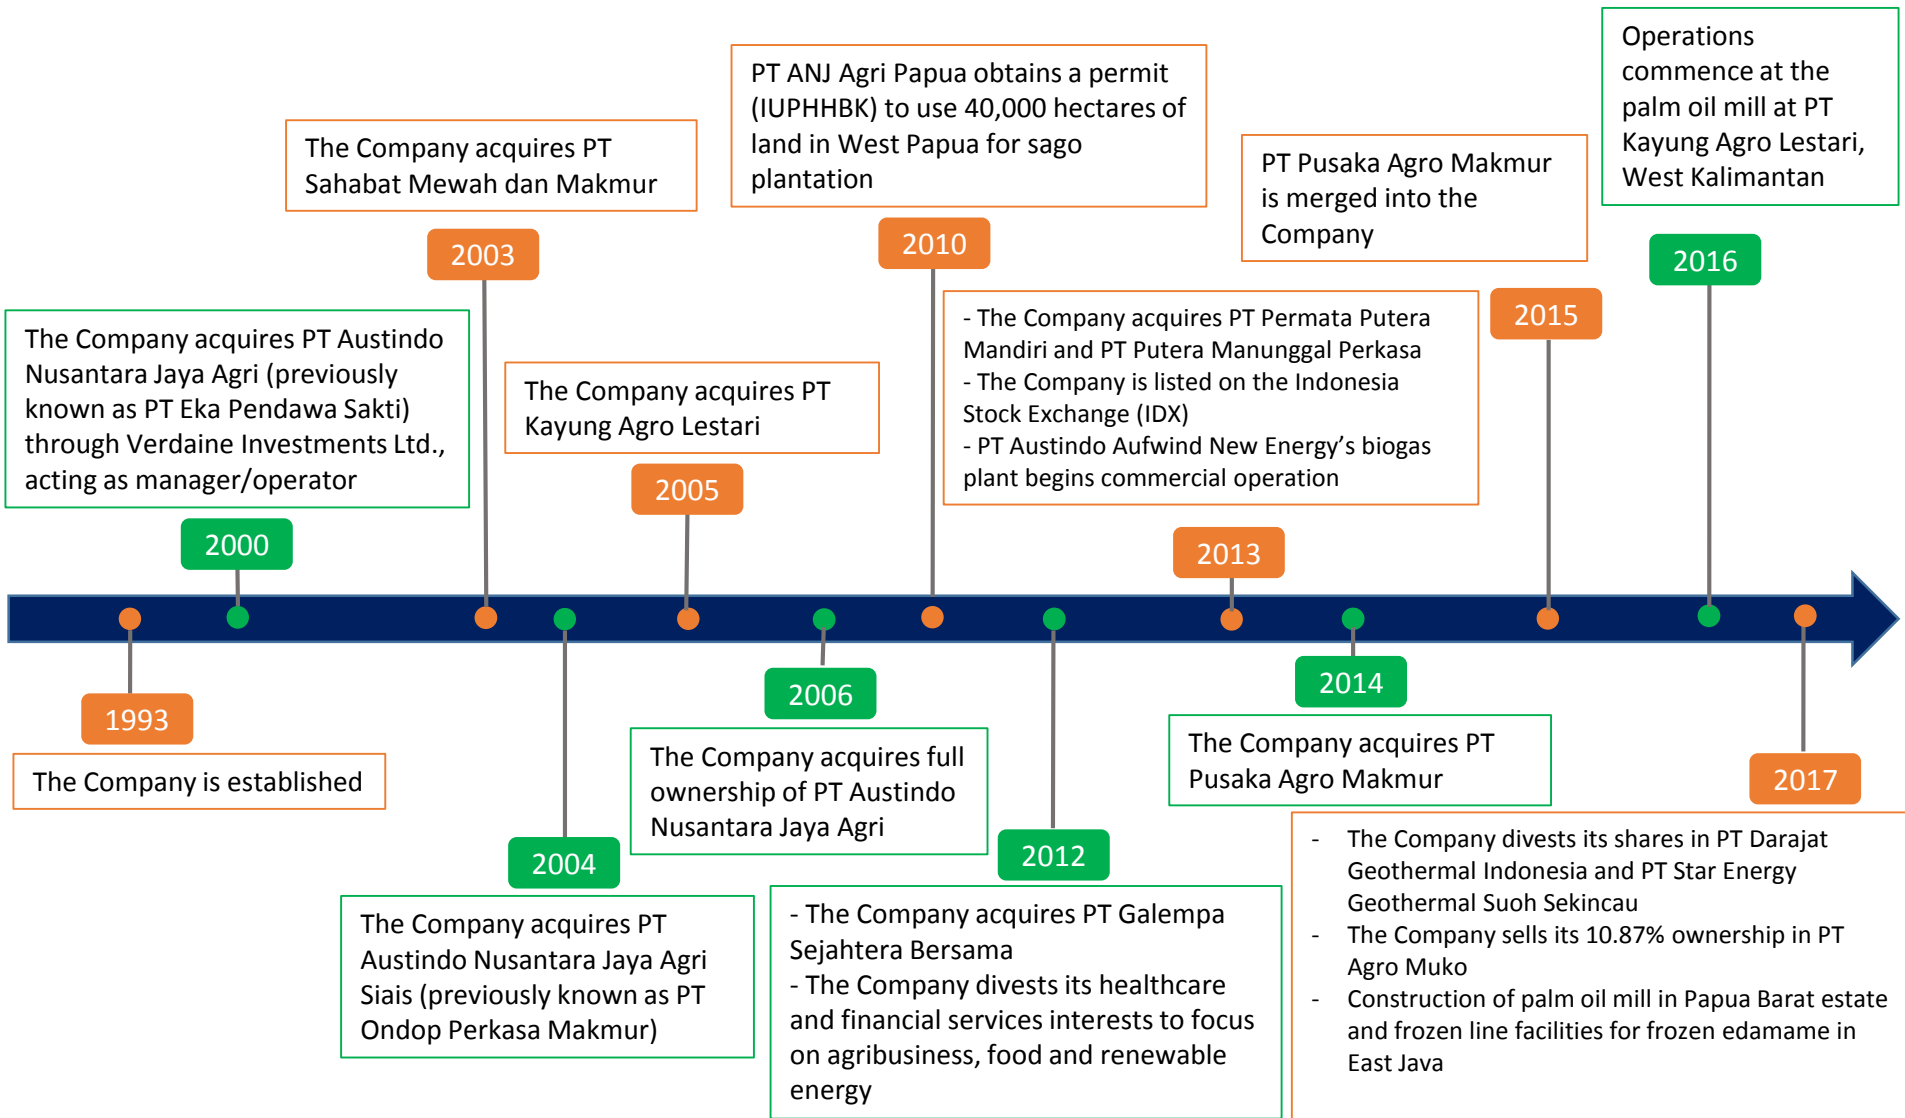 1993
The Company is established
The Company acquires PT Austindo
Nusantara Jaya Agri (previously
known as PT Eka Pendawa Sakti)
through Verdaine Investments Ltd.,
acting as manager/operator
2000
The Company acquires PT
Sahabat Mewah dan Makmur
2003
2004
The Company acquires PT
Austindo Nusantara Jaya Agri
Siais (previously known as PT
Ondop Perkasa Makmur)
The Company acquires PT
Kayung Agro Lestari
2005
2006
The Company acquires full
ownership of PT Austindo
Nusantara Jaya Agri
PT ANJ Agri Papua obtains a permit
(IUPHHBK) to use 40,000 hectares of
land in West Papua for sago
plantation
2010
2012
- The Company acquires PT Galempa
Sejahtera Bersama
- The Company divests its healthcare
and financial services interests to focus
on agribusiness, food and renewable
energy
- The Company acquires PT Permata Putera
Mandiri and PT Putera Manunggal Perkasa
- The Company is listed on the Indonesia
Stock Exchange (IDX)
- PT Austindo Aufwind New Energy’s biogas
plant begins commercial operation
2013
2014
The Company acquires PT
Pusaka Agro Makmur
PT Pusaka Agro Makmur
is merged into the
Company
2015
Operations
commence at the
palm oil mill at PT
Kayung Agro Lestari,
West Kalimantan
2016
2017
- The Company divests its shares in PT Darajat
Geothermal Indonesia and PT Star Energy
Geothermal Suoh Sekincau
- The Company sells its 10.87% ownership in PT
Agro Muko
- Construction of palm oil mill in Papua Barat estate
and frozen line facilities for frozen edamame in
East Java